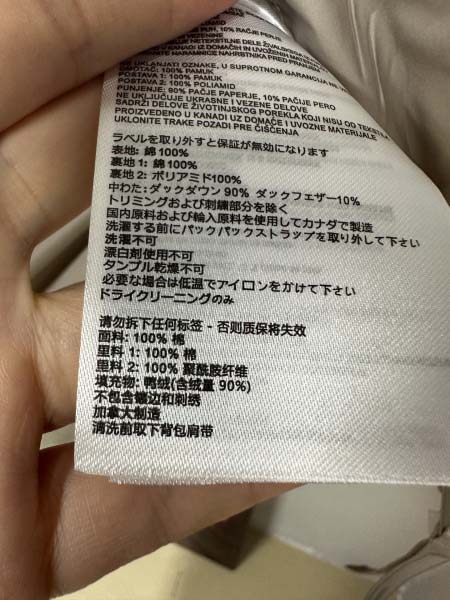 PUH, 10% RAČJE PERJE
NE UKLANJATI OZNAKE, U SUPROTNOM GARANCIJA NE
SPOTAĆ: 100% PAMUK
POSTAVA 1: 100% PAMUK
POSTAVA 2: 100% POLIAMID
PUNJENJE: 90% PAČJE PAPERJE, 10% PAČJE PERO
NE UKLJUČUJE UKRASNE I VEZENE DELOVE
SADRŽI DELOVE ŽIVOTINJSKOG POREKLA KOJI NISU OD
PROIZVEDENO U KANADI UZ DOMAĆE I UVOZNE MATERIJALE
UKLONITE TRAKE POZADI PRE ČIŠĆENJA
ラベルを取り外すと保証が無効になります
表地: 綿100%
裏地 1: 綿100%
裏地 2: ポリアミド100%
中わた: ダックダウン 90% ダックフェザー10%
トリミングおよび刺繍部分を除く
国内原料および輸入原料を使用してカナダで製造
洗濯する前にバックパックストラップを取り外して下さい
洗濯不可
漂白剤使用不可
タンブル乾燥不可
必要な場合は低温でアイロンをかけて下さい
ドライクリーニングのみ
请勿拆下任何标签 - 否则质保将失效
面料: 100% 棉
里料 1: 100% 棉
里料 2: 100% 聚酰胺纤维
填充物: 鸭绒(含绒量 90%)
不包含镶边和刺绣
加拿大制造
清洗前取下背包肩带